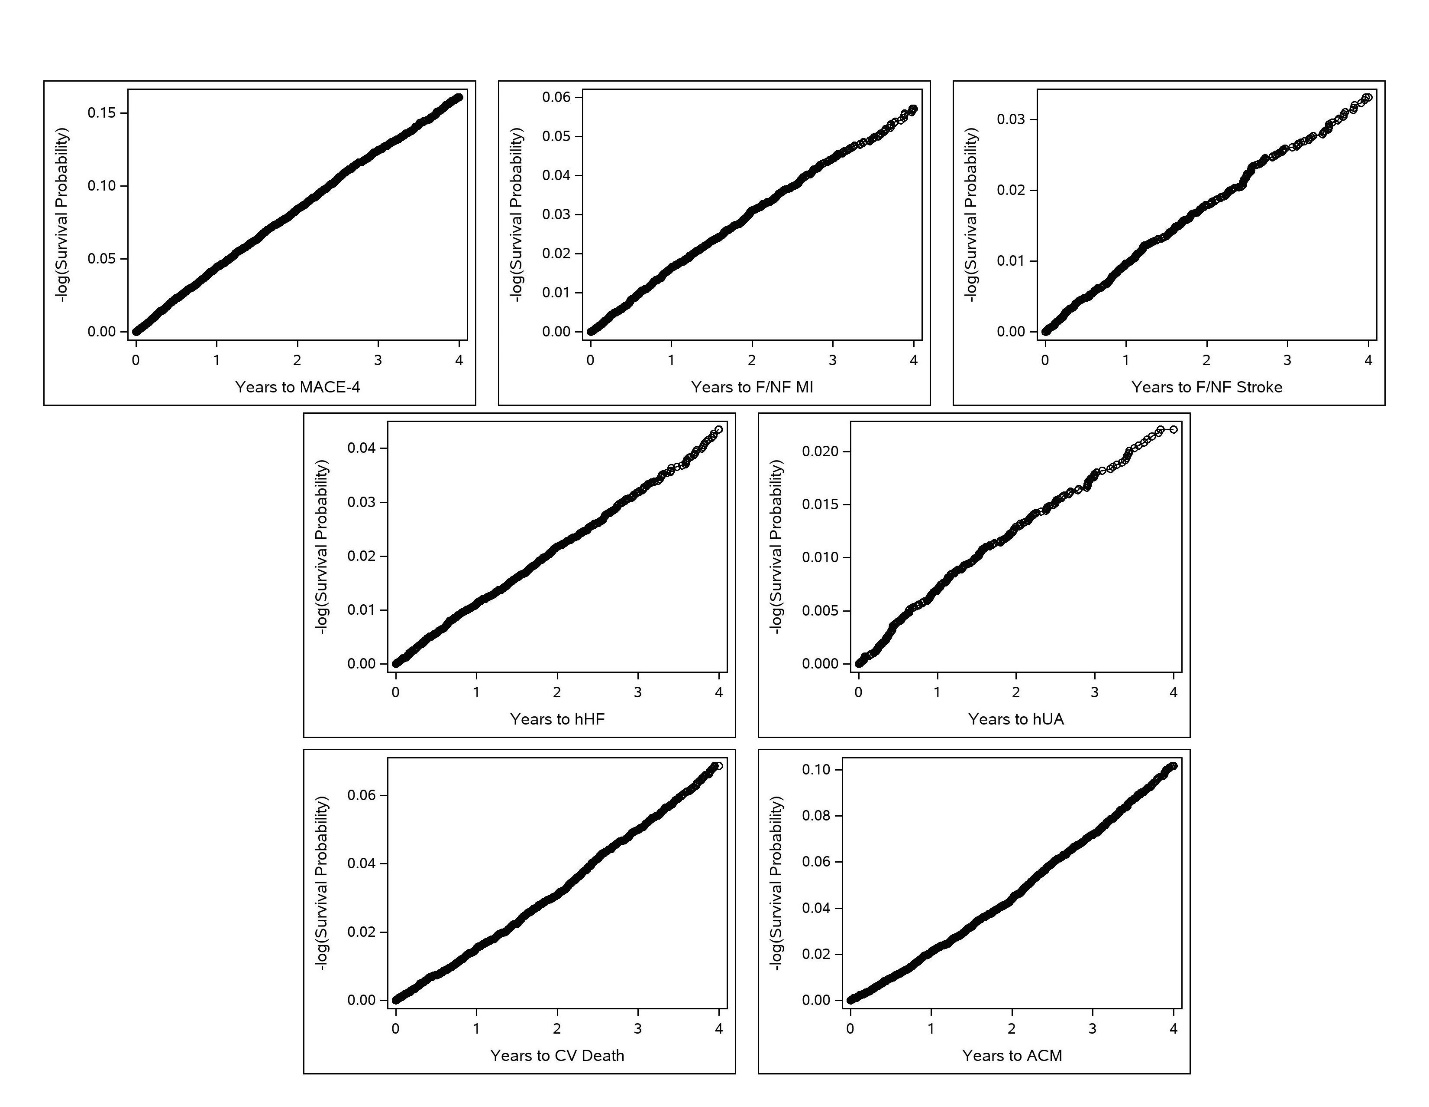 -log(Survival Probability)
0.15
0.10
0.05
0.00
0 1 2 3 4
Years to MACE-4
-log(Survival Probability)
0.06
0.05
0.04
0.03
0.02
0.01
0.00
0 1 2 3 4
Years to F/NF MI
-log(Survival Probability)
0.03
0.02
0.01
0.00
0 1 2 3 4
Years to F/NF Stroke
-log(Survival Probability)
0.04
0.03
0.02
0.01
0.00
0 1 2 3 4
Years to hHF
-log(Survival Probability)
0.020
0.015
0.010
0.005
0.000
0 1 2 3 4
Years to hUA
-log(Survival Probability)
0.06
0.04
0.02
0.00
0 1 2 3 4
Years to CV Death
-log(Survival Probability)
0.10
0.08
0.06
0.04
0.02
0.00
0 1 2 3 4
Years to ACM